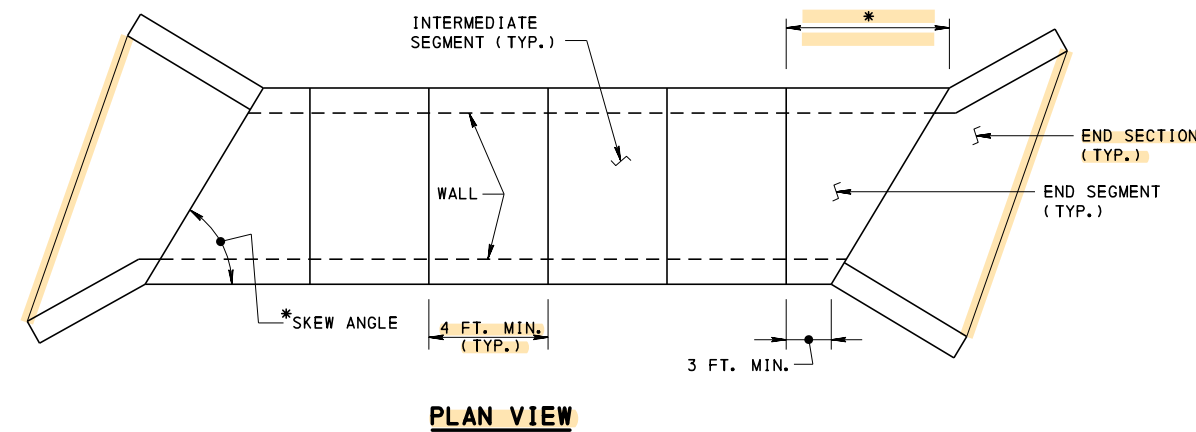 INTERMEDIATE
SEGMENT (TYP.)
*
END SECTION
(TYP.)
WALL
END SEGMENT
(TYP.)
*SKEW ANGLE
4 FT. MIN.
(TYP.)
3 FT. MIN.
PLAN VIEW